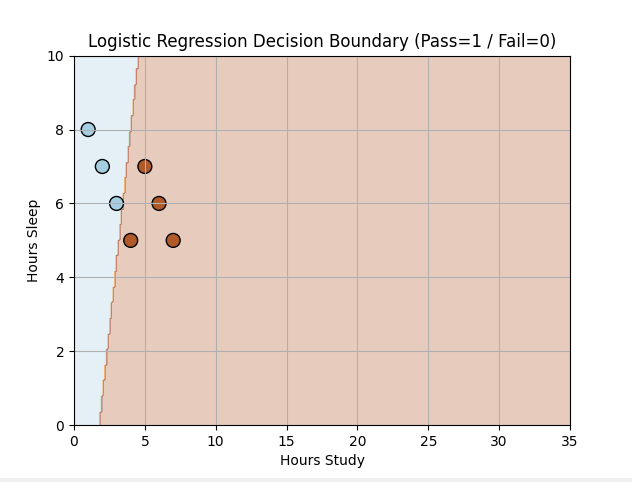 Logistic Regression Decision Boundary (Pass=1 / Fail=0)
10
8
6
4
2
0
Hours Sleep
0 5 10 15 20 25 30 35
Hours Study